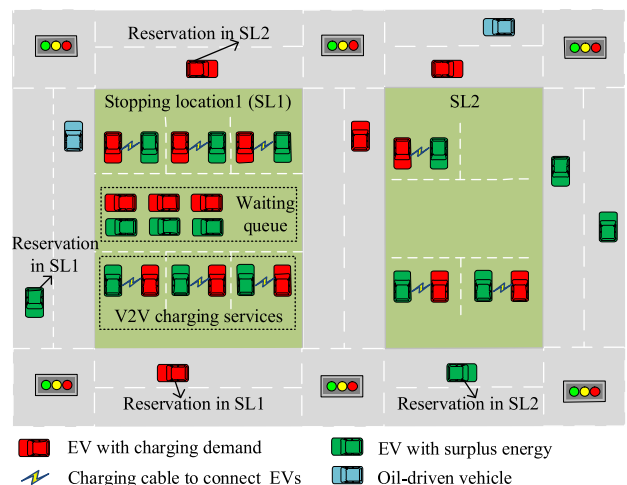 Reservation in SL2
Stopping location1 (SL1)
SL2
Waiting
queue
Reservation
in SL1
V2V charging services
Reservation in SL1
Reservation in SL2
EV with charging demand
EV with surplus energy
Charging cable to connect EVs
Oil-driven vehicle